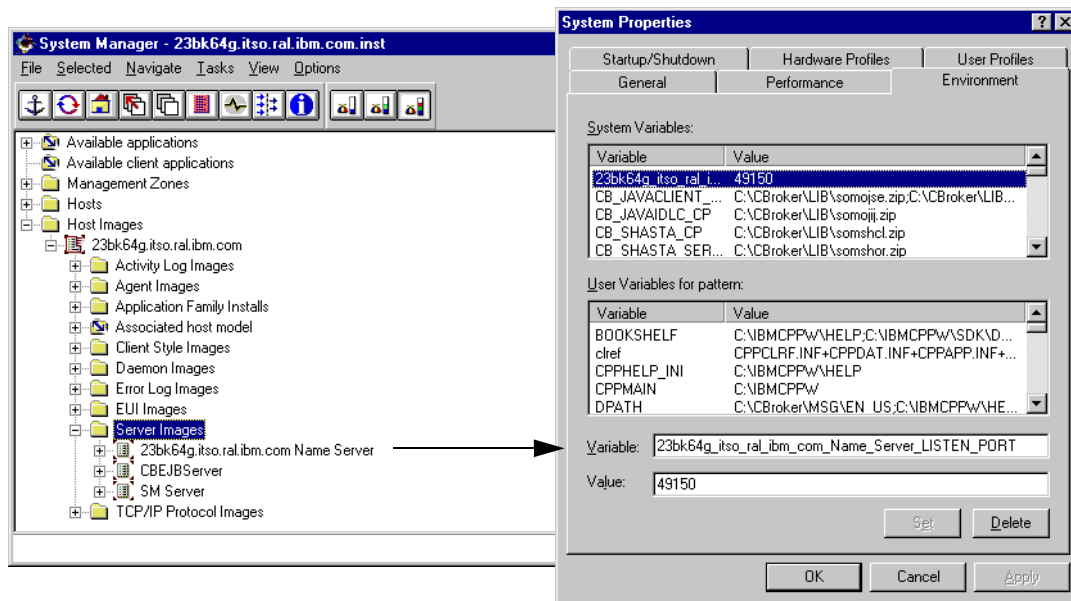 System Manager - 23bk64g.itso.ral.ibm.com.inst
File Selected Navigate Tasks View Options
Available applications
Available client applications
Management Zones
Hosts
Host Images
23bk64g.itso.ral.ibm.com
Activity Log Images
Agent Images
Application Family Installs
Associated host model
Client Style Images
Daemon Images
Error Log Images
EUI Images
Server Images
23bk64g.itso.ral.ibm.com Name Server
CBEJBServer
SM Server
TCP/IP Protocol Images
System Properties
Startup/Shutdown Hardware Profiles User Profiles
General Performance Environment
System Variables:
Variable Value
23bk64g_itso_ral_i... 49150
CB_JAVACLIENT_... C:\CBroker\LIB\somojse.zip;C:\CBroker\LIB...
CB_JAVAIDLC_CP C:\CBroker\LIB\somojij.zip
CB_SHASTA_CP C:\CBroker\LIB\somshcl.zip
CB_SHASTA_SER... C:\CBroker\LIB\somshor.zip
User Variables for pattern:
Variable Value
BOOKSHELF C:\IBMCPPW\HELP;C:\IBMCPPW\SDK\D...
clref CPPCLRF.INF+CPPDAT.INF+CPPAPP.INF+...
CPPHELP_INI C:\IBMCPPW\HELP
CPPMAIN C:\IBMCPPW
DPATH C:\CBroker\MSG\EN_US;C:\IBMCPPW\HE...
Variable: 23bk64g_itso_ral_ibm_com_Name_Server_LISTEN_PORT
Value: 49150
Set Delete
OK Cancel Apply